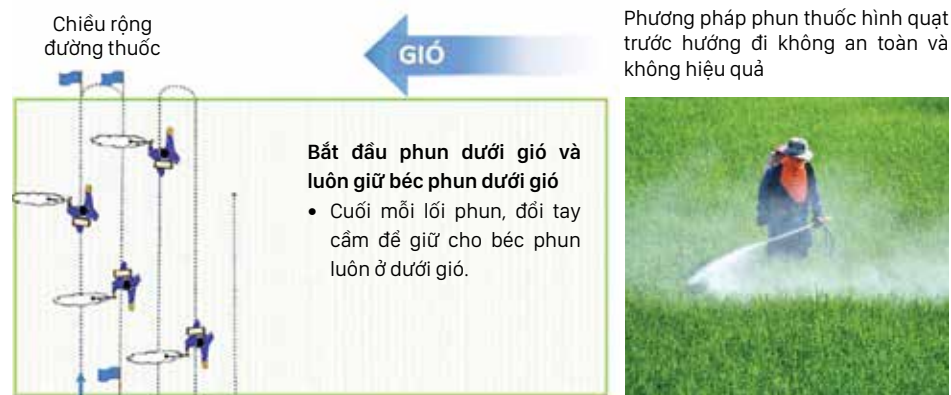 Chiều rộng
đường thuốc
GIÓ
Bắt đầu phun dưới gió và
luôn giữ béc phun dưới gió
• Cuối mỗi lối phun, đổi tay
cầm để giữ cho béc phun
luôn ở dưới gió.
Phương pháp phun thuốc hình quạt
trước hướng đi không an toàn và
không hiệu quả